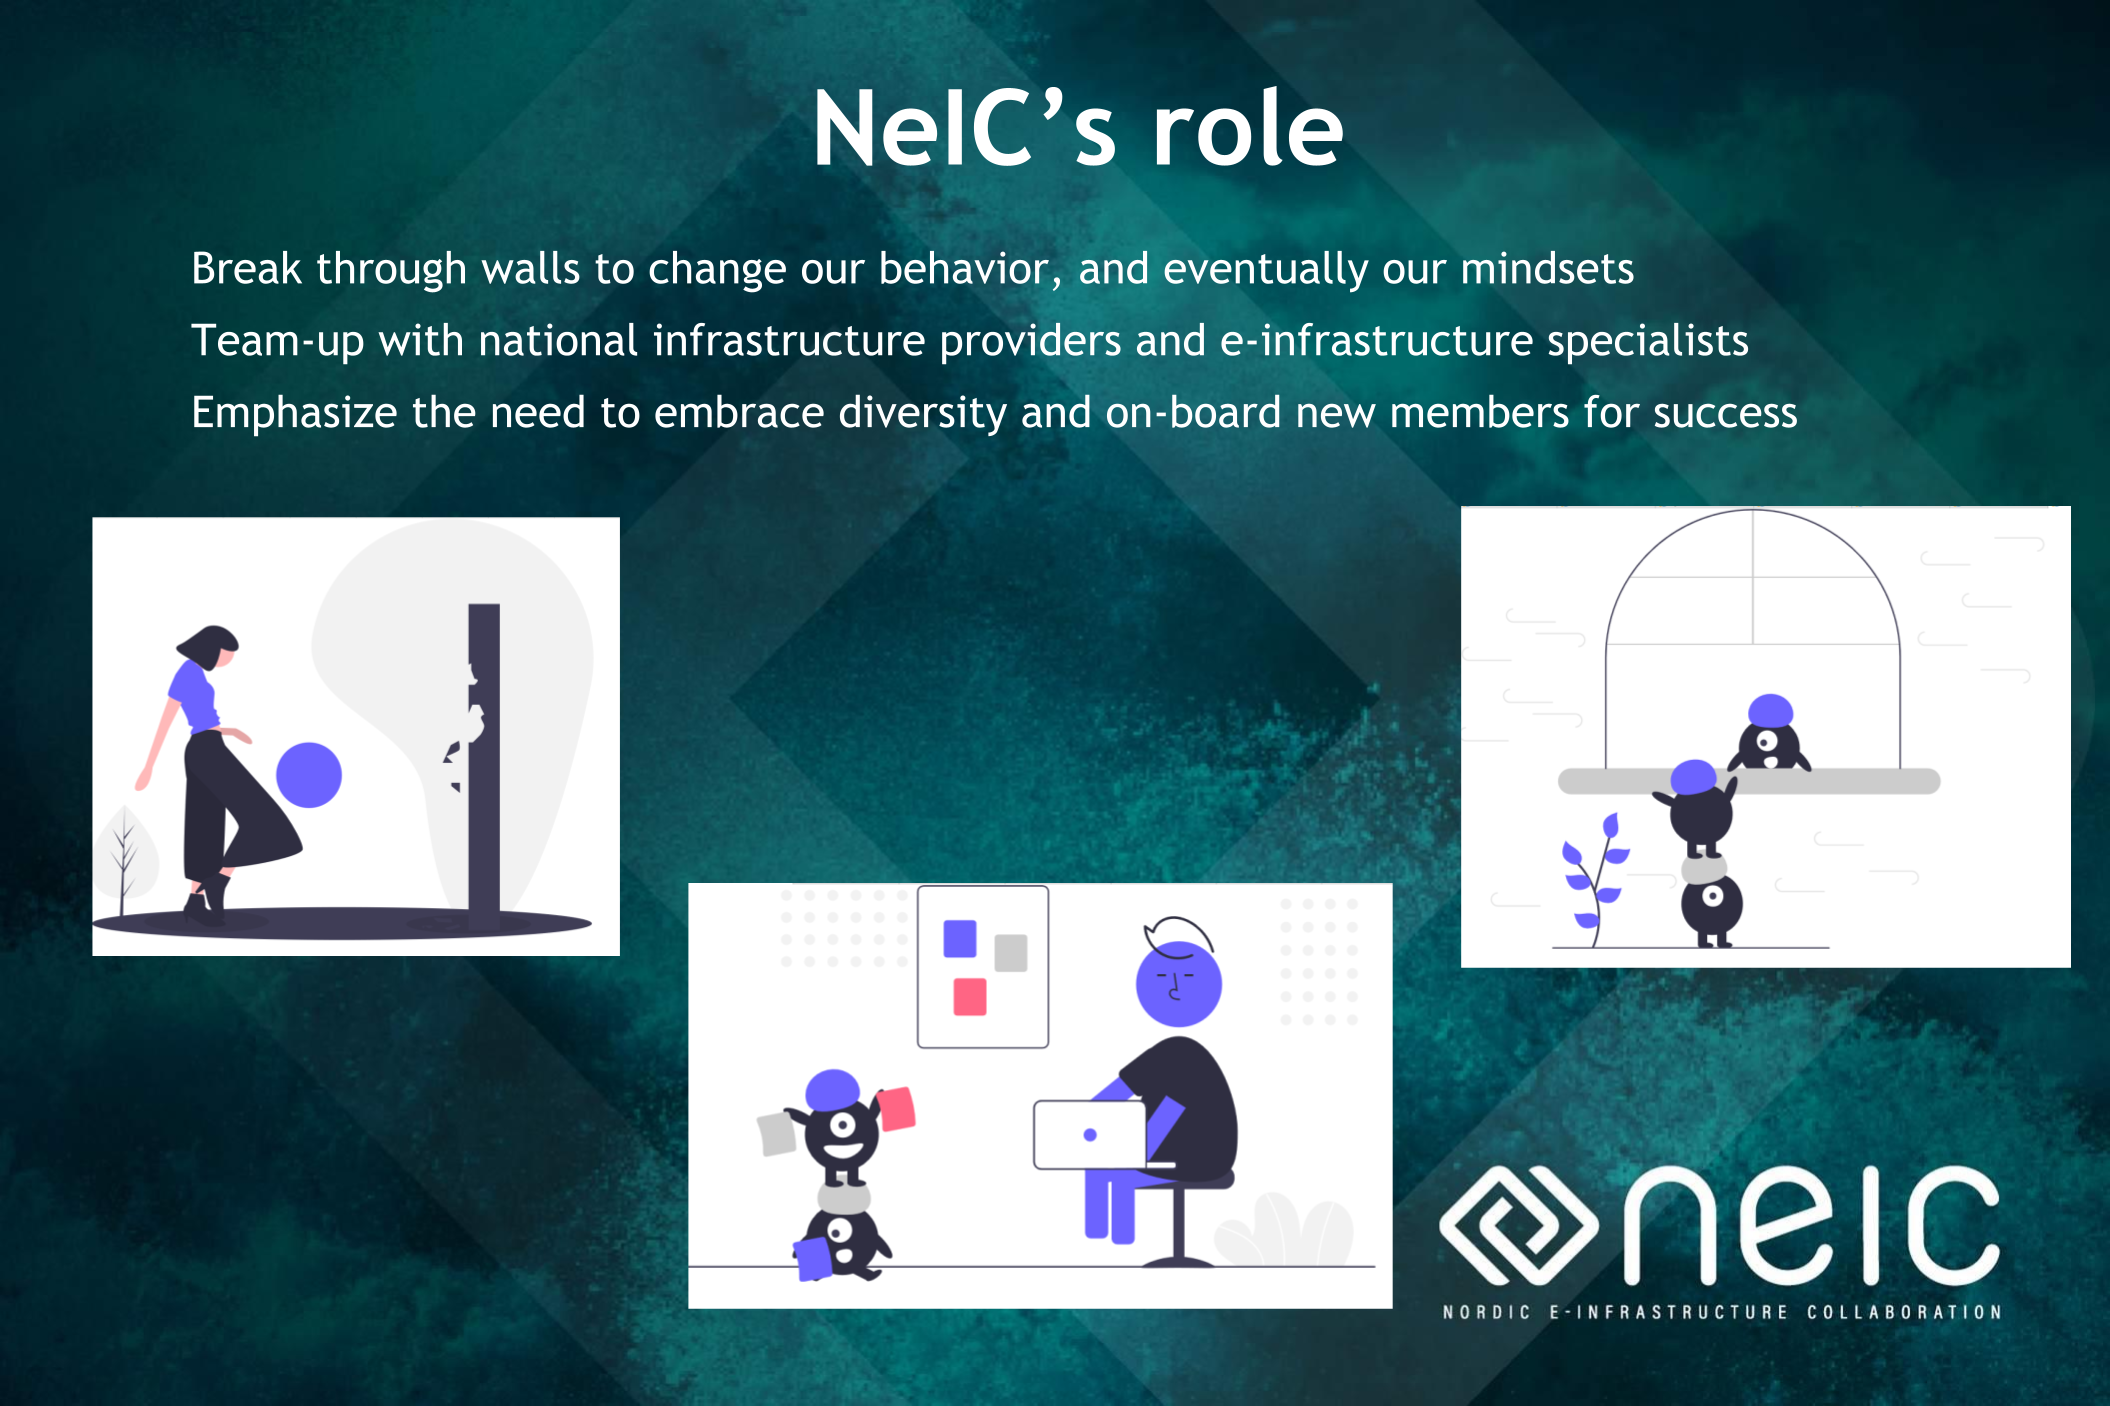 NeIC’s role
Break through walls to change our behavior, and eventually our mindsets
Team-up with national infrastructure providers and e-infrastructure specialists
Emphasize the need to embrace diversity and on-board new members for success
neic
NORDIC E-INFRASTRUCTURE COLLABORATION